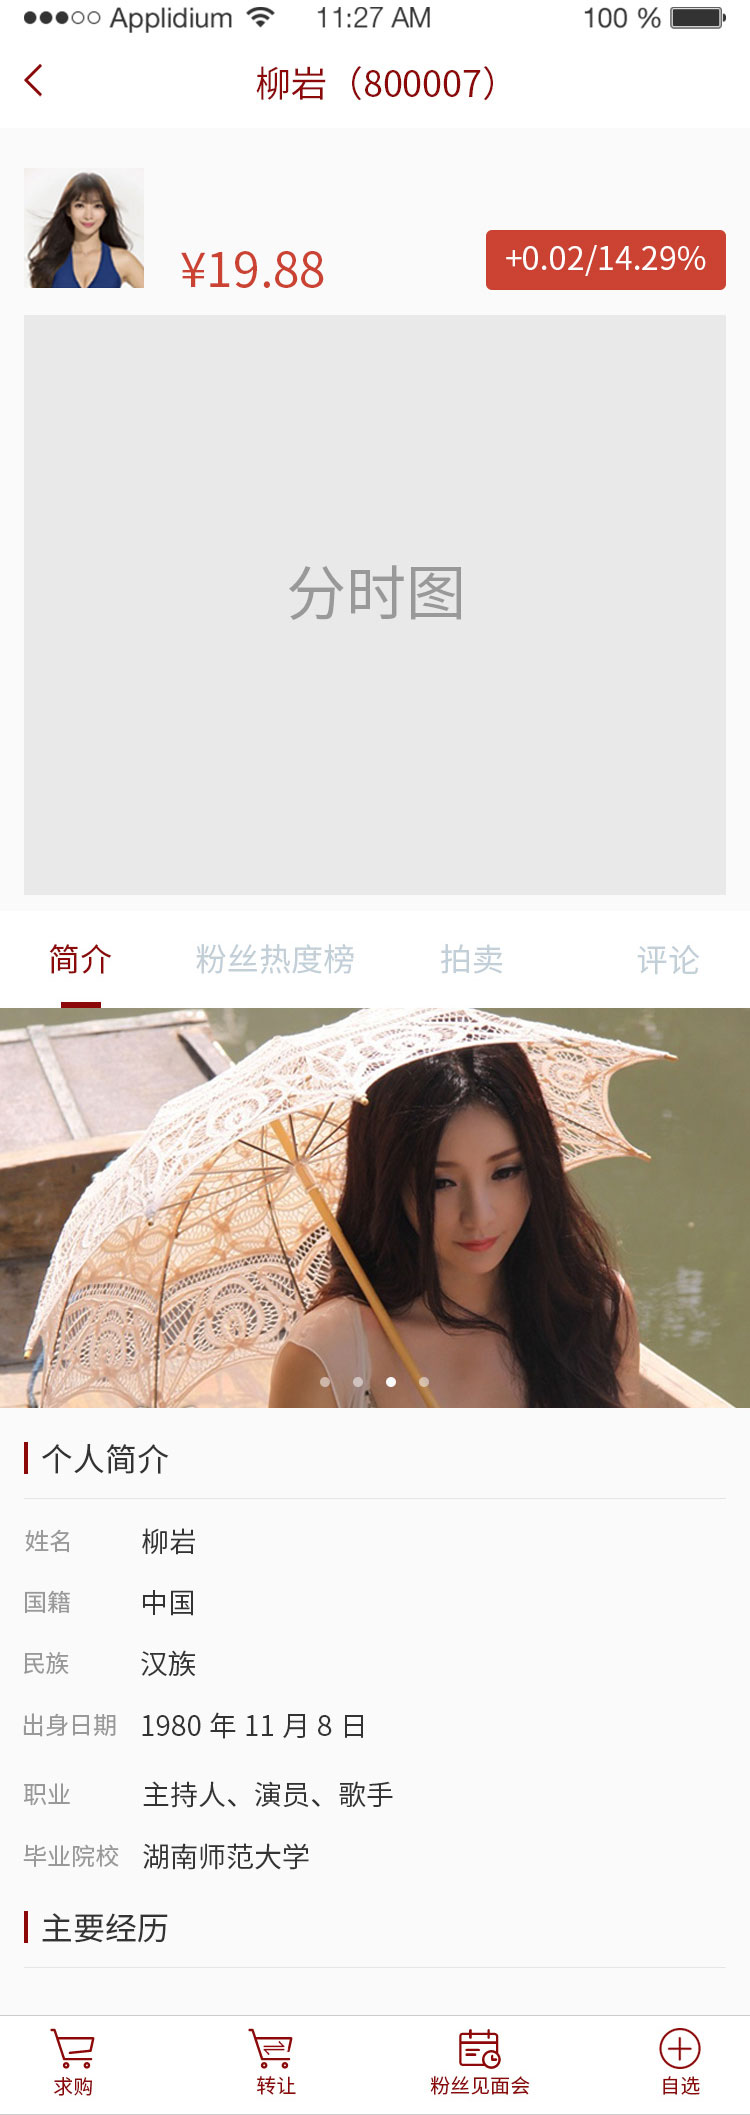 Applidium 11:27 AM 100 %
柳岩（800007）
¥19.88 +0.02/14.29%
分时图
简介 粉丝热度榜 拍卖 评论
个人简介
姓名 柳岩
国籍 中国
民族 汉族
出身日期 1980 年 11 月 8 日
职业 主持人、演员、歌手
毕业院校 湖南师范大学
主要经历
求购 转让 粉丝见面会 自选